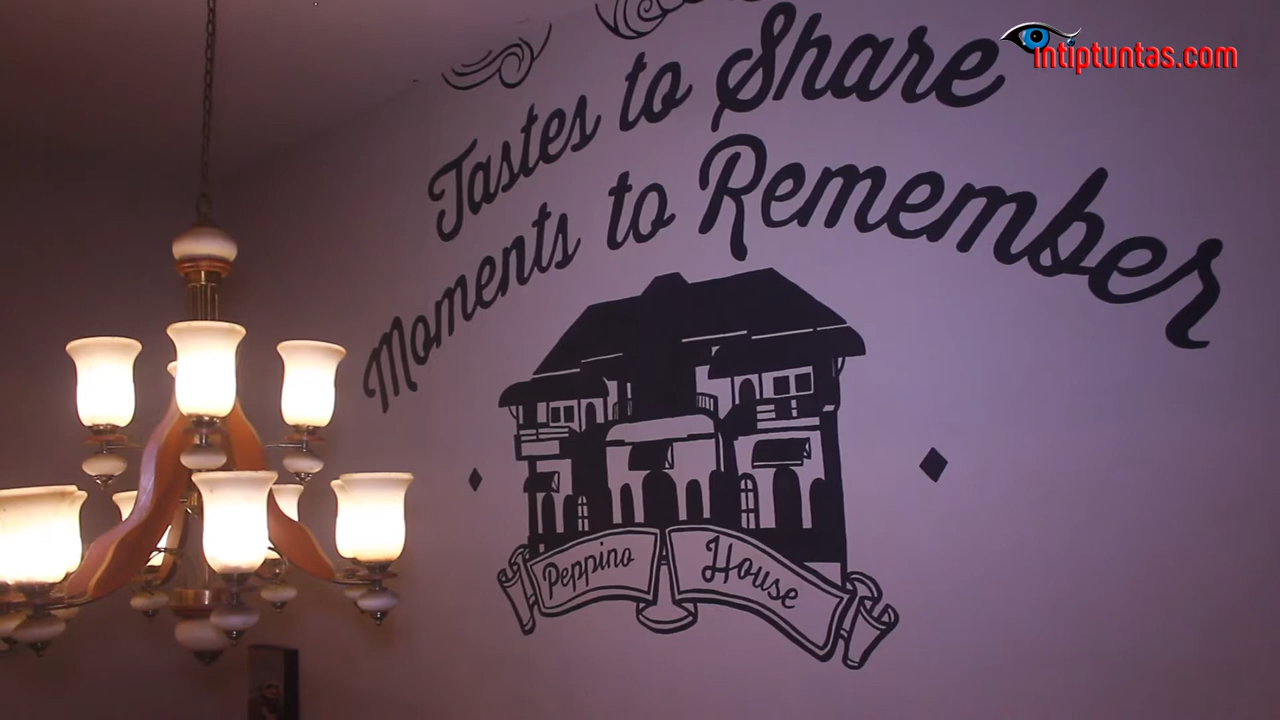 intiptuntas.com
Tastes to Share
Moments to Remember
Peppino House